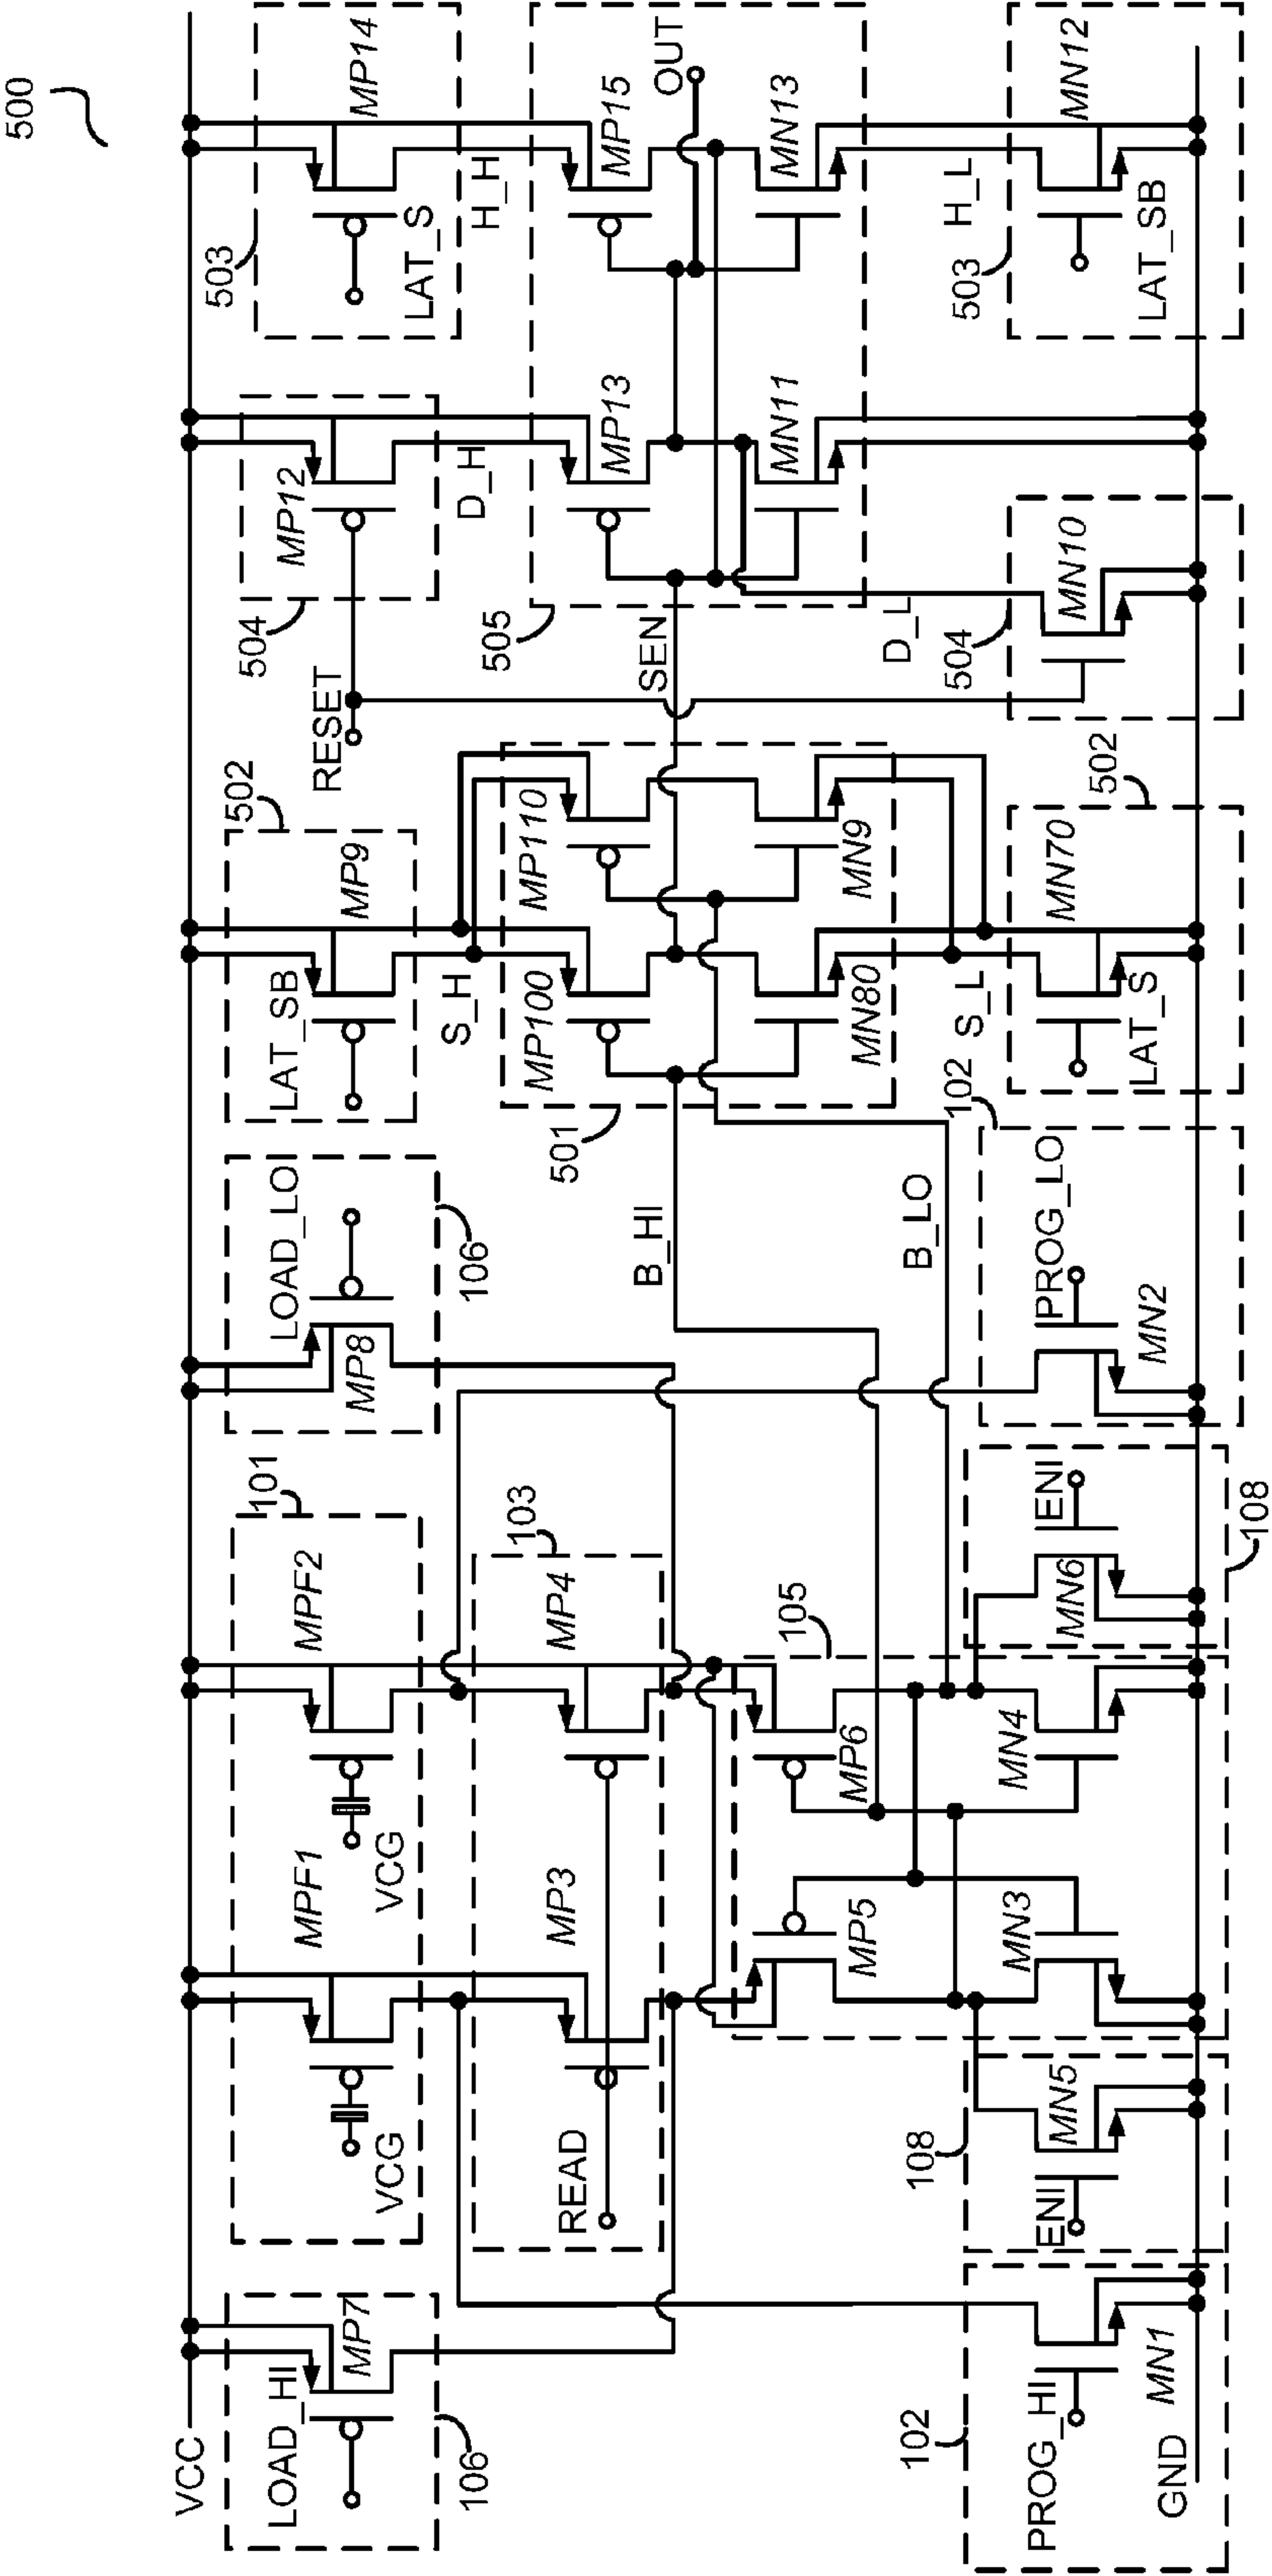 500
VCC
LOAD_HI
MP7
106
101
MPF1
MPF2
VCG
VCG
LOAD_LO
MP8
106
LAT_SB
MP9
502
RESET
MP12
504
LAT_S
MP14
503
103
READ
MP3
MP4
S_H
D_H
H_H
MP100
MP110
501
MN80
MN9
SEN
505
MP13
MN11
MP15
MN13
OUT
B_HI
B_LO
105
MP5
MP6
MN3
MN4
S_L
D_L
H_L
102
PROG_HI
MN1
GND
108
ENI
MN5
ENI
MN6
108
102
PROG_LO
MN2
LAT_S
MN70
502
504
MN10
503
LAT_SB
MN12